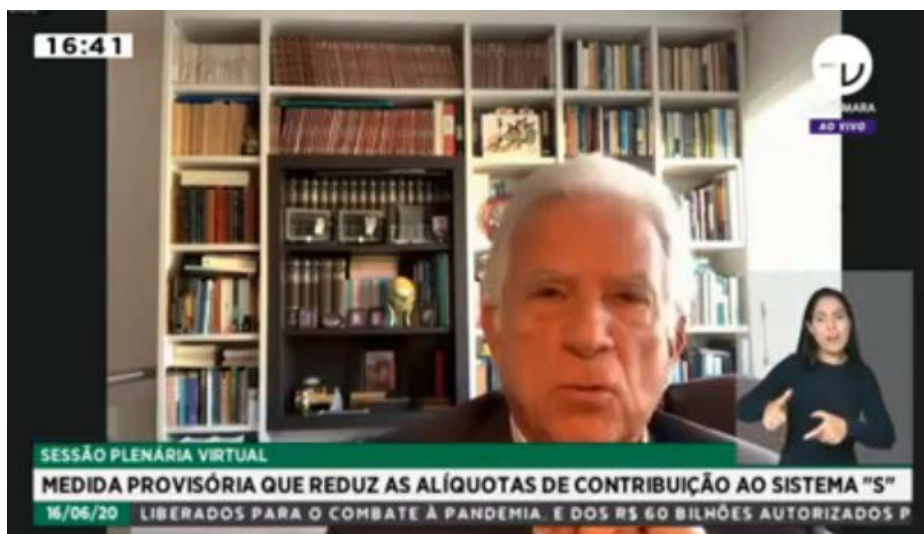 16:41
CÂMARA
AO VIVO
SESSÃO PLENÁRIA VIRTUAL
MEDIDA PROVISÓRIA QUE REDUZ AS ALÍQUOTAS DE CONTRIBUIÇÃO AO SISTEMA "S"
16/06/20 LIBERADOS PARA O COMBATE À PANDEMIA. E DOS R$ 60 BILHÕES AUTORIZADOS P